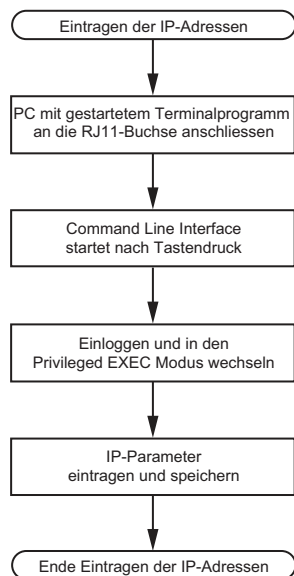 Eintragen der IP-Adressen
PC mit gestartetem Terminalprogramm
an die RJ11-Buchse anschliessen
Command Line Interface
startet nach Tastendruck
Einloggen und in den
Privileged EXEC Modus wechseln
IP-Parameter
eintragen und speichern
Ende Eintragen der IP-Adressen